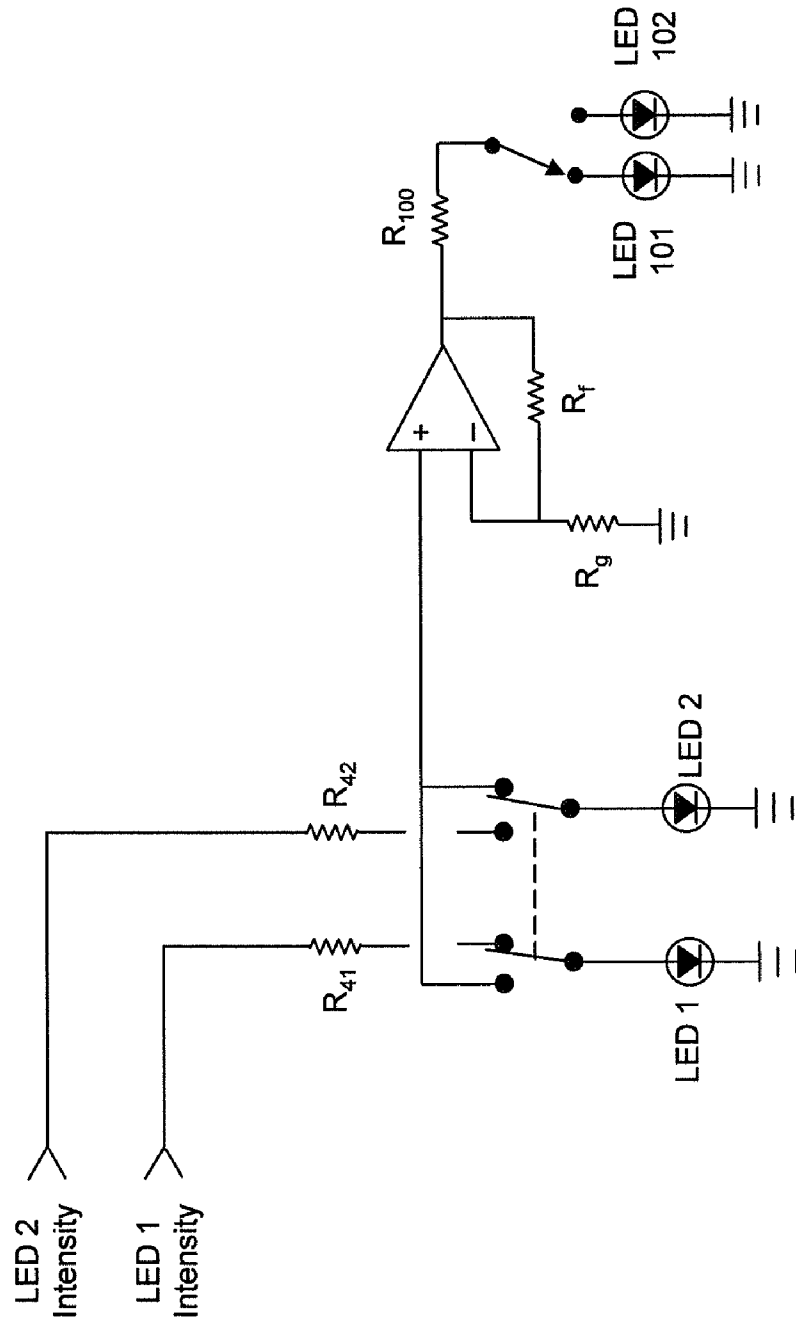 LED 2
Intensity
LED 1
Intensity
R41
R42
LED 1
LED 2
+
−
Rg
Rf
R100
LED
101
LED
102